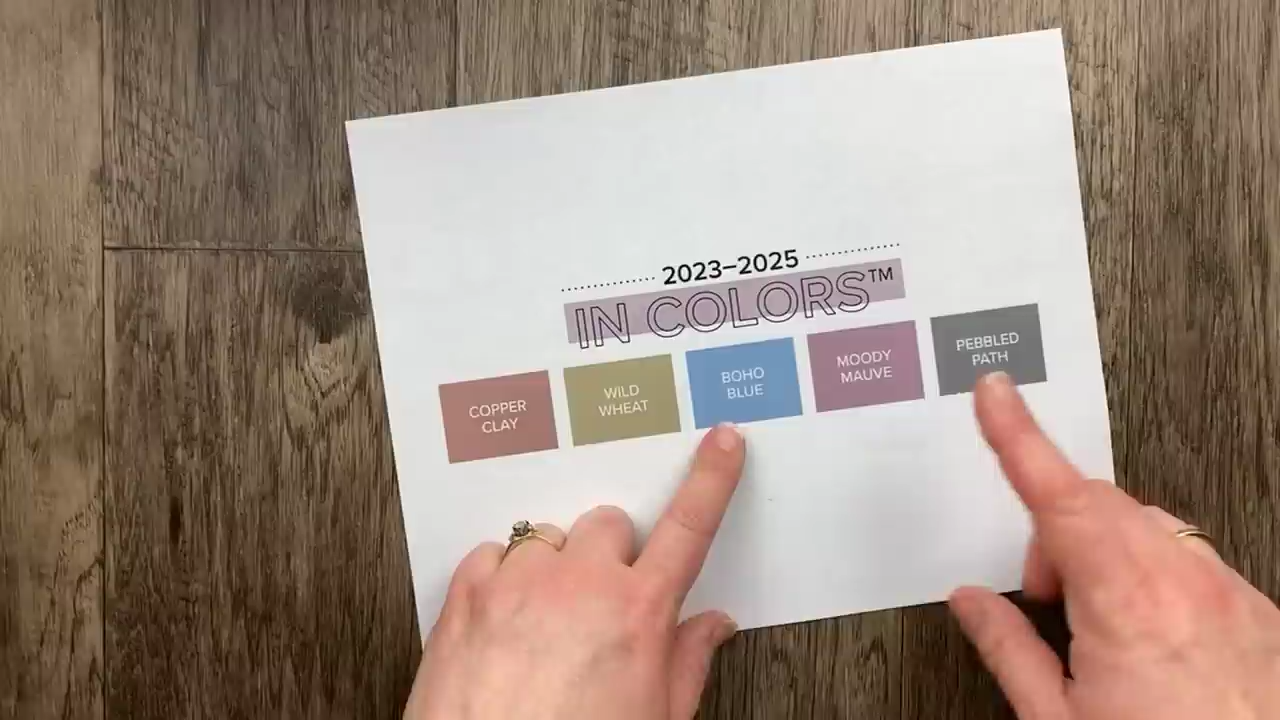 2023–2025
IN COLORS™
COPPER
CLAY
WILD
WHEAT
BOHO
BLUE
MOODY
MAUVE
PEBBLED
PATH